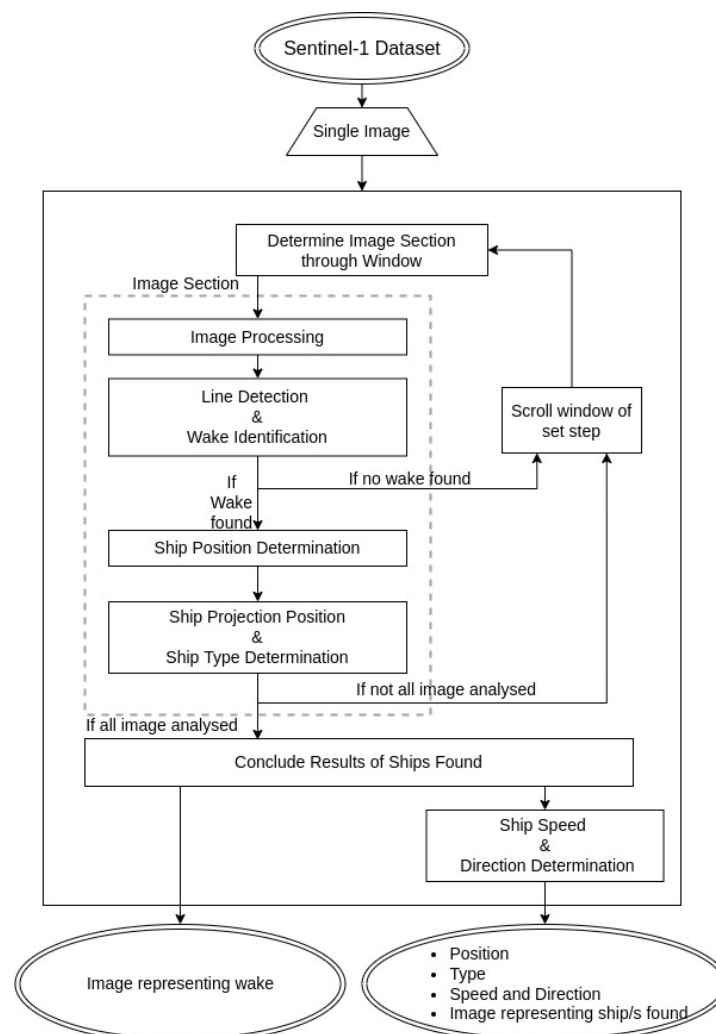 Sentinel-1 Dataset
Single Image
Determine Image Section
through Window
Image Section
Image Processing
Line Detection
&
Wake Identification
Scroll window of
set step
If no wake found
If
Wake
found
Ship Position Determination
Ship Projection Position
&
Ship Type Determination
If not all image analysed
If all image analysed
Conclude Results of Ships Found
Ship Speed
&
Direction Determination
Image representing wake
• Position
• Type
• Speed and Direction
• Image representing ship/s found